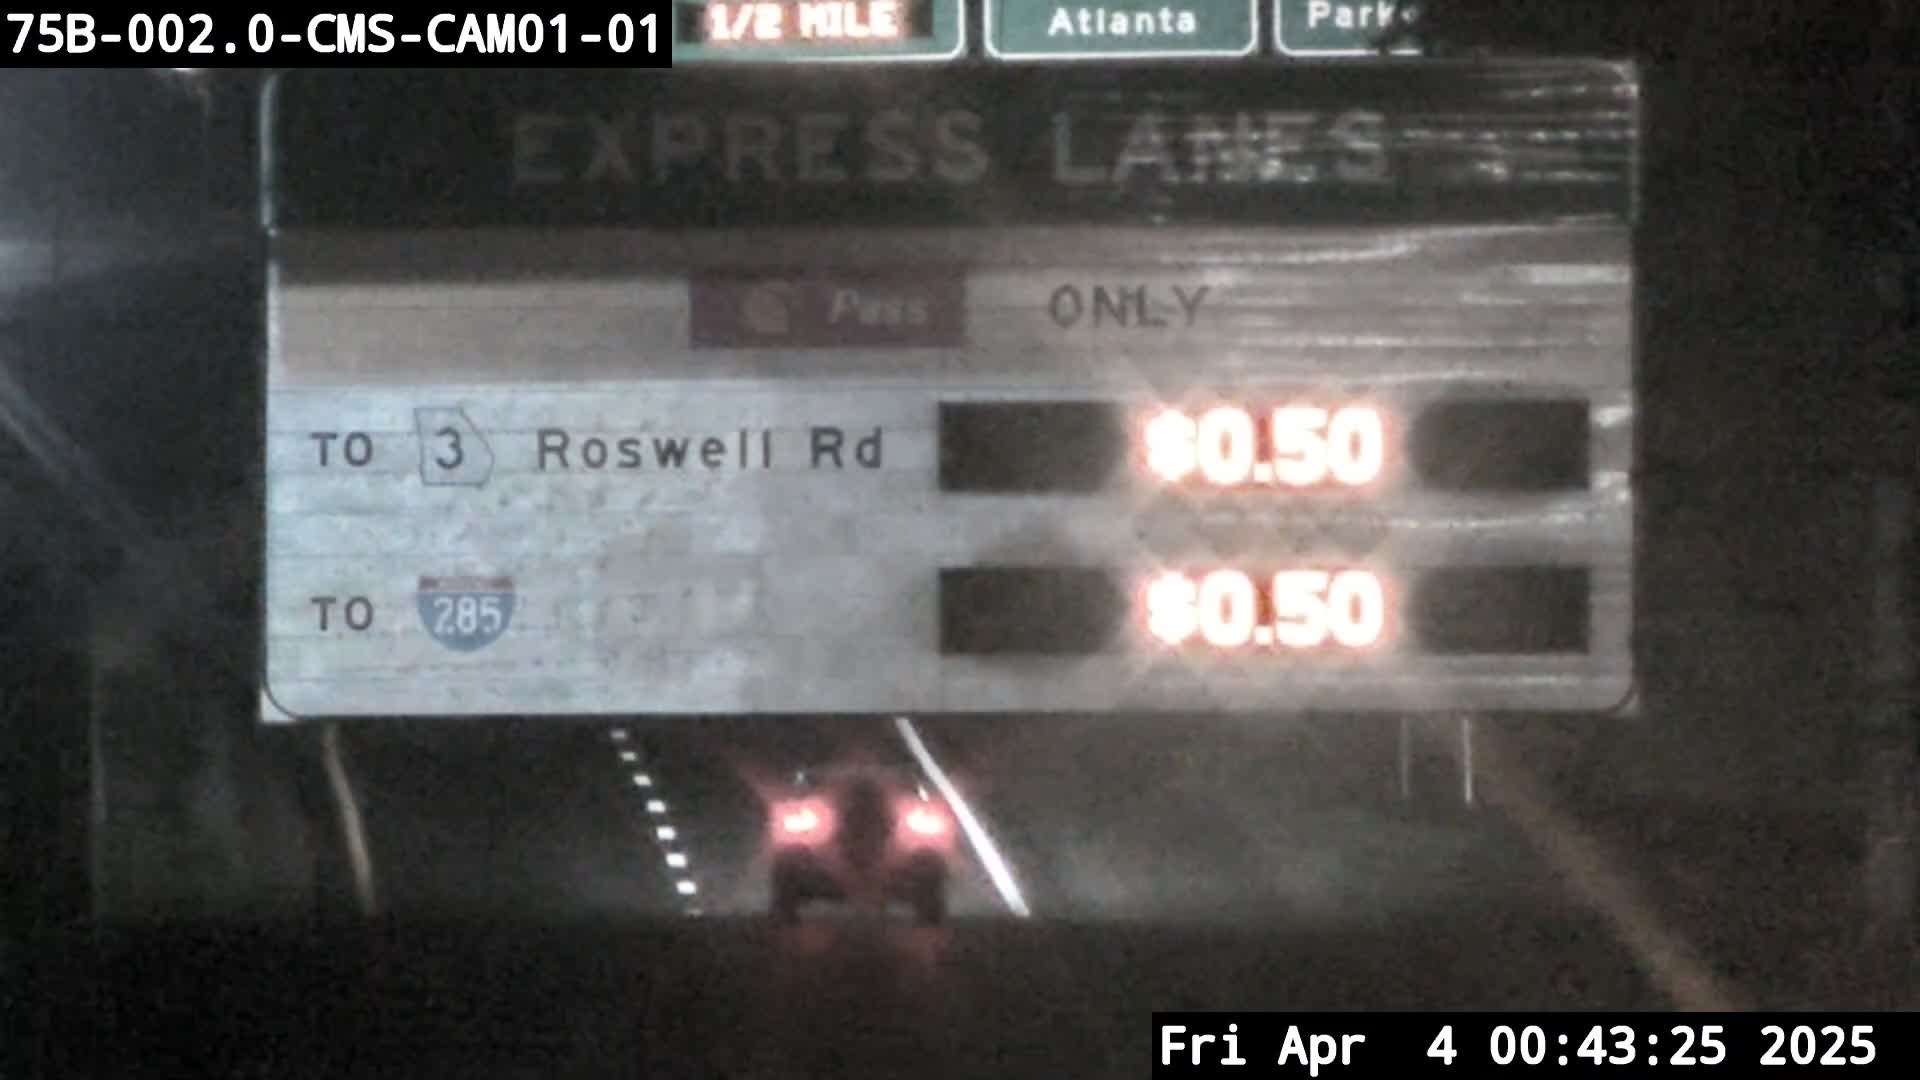 75B-002.0-CMS-CAM01-01
1/2 MILE
Atlanta
EXPRESS LANES
Pass ONLY
TO 3 Roswell Rd $0.50
TO 285 $0.50
Fri Apr 4 00:43:25 2025